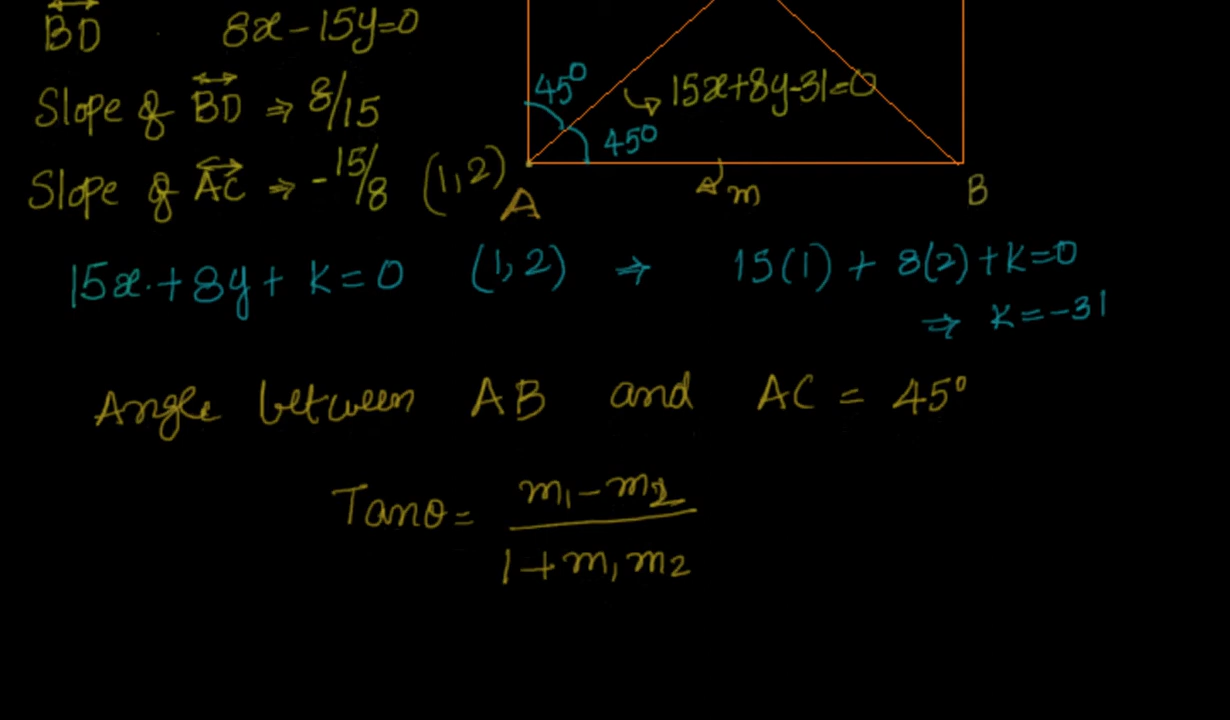 BD 8x-15y=0
Slope of BD ⇒ 8/15
45°
15x+8y-31=0
45°
Slope of AC ⇒ -15/8
(1,2)
A
m
B
15x+8y+K=0 (1,2) ⇒ 15(1)+8(2)+K=0
⇒ K=-31
Angle between AB and AC = 45°
Tanθ= m₁-m₂
1+m₁m₂